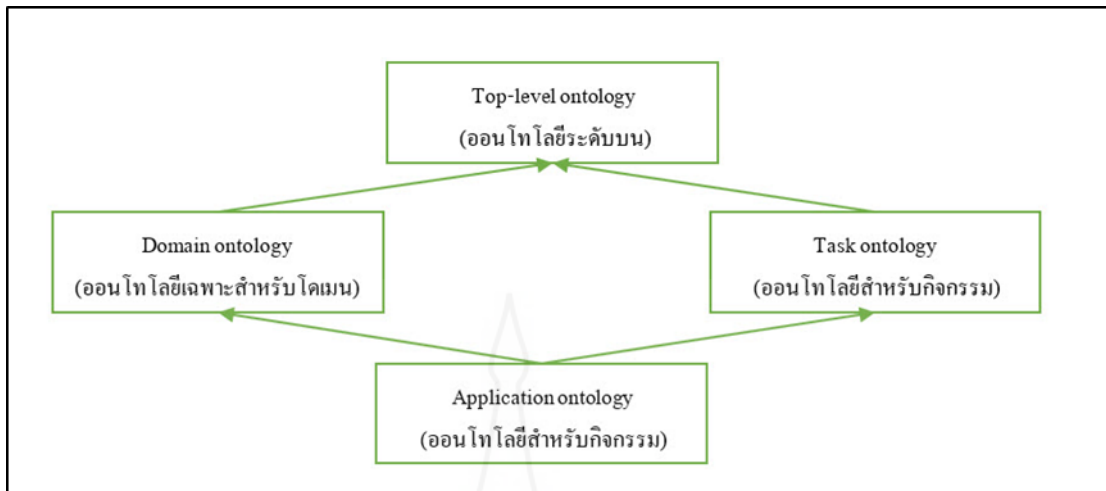 Top-level ontology
(ออนโทโลยีระดับบน)
Domain ontology
(ออนโทโลยีเฉพาะสำหรับโดเมน)
Task ontology
(ออนโทโลยีสำหรับกิจกรรม)
Application ontology
(ออนโทโลยีสำหรับกิจกรรม)